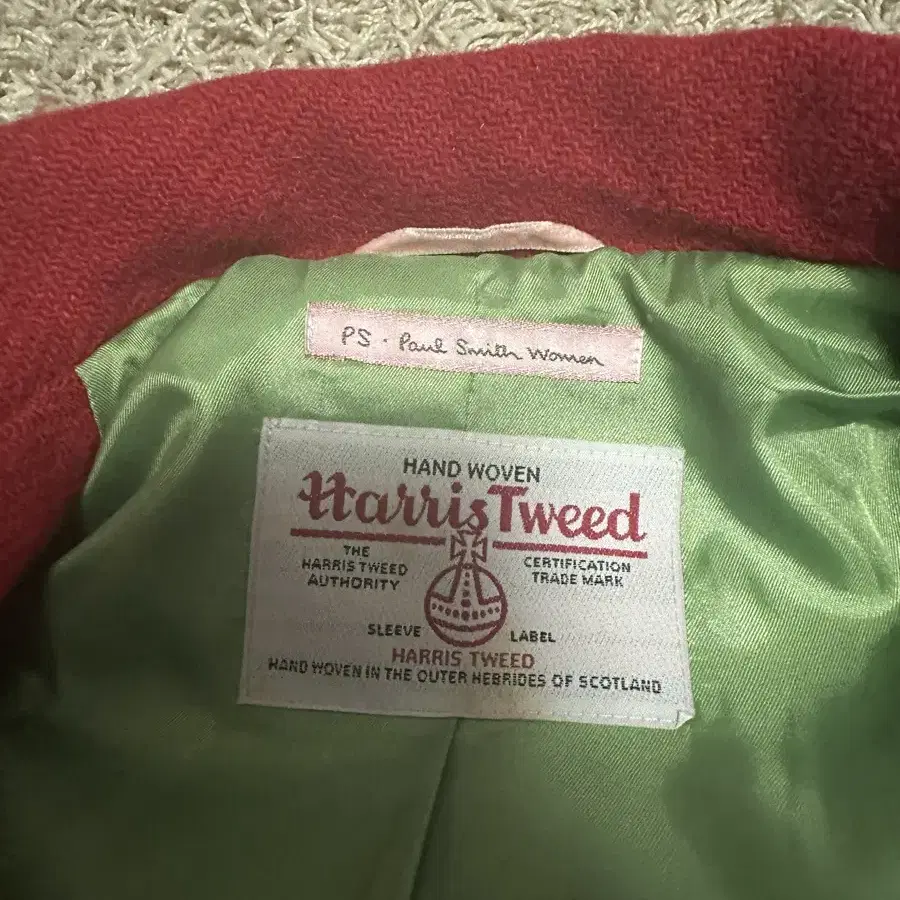 PS · Paul Smith Women
HAND WOVEN
Harris Tweed
THE
HARRIS TWEED
AUTHORITY
CERTIFICATION
TRADE MARK
SLEEVE LABEL
HARRIS TWEED
HAND WOVEN IN THE OUTER HEBRIDES OF SCOTLAND